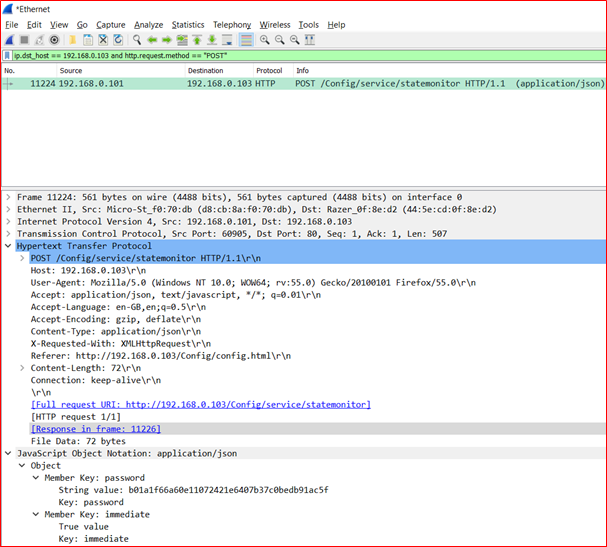 *Ethernet
File Edit View Go Capture Analyze Statistics Telephony Wireless Tools Help
ip.dst_host == 192.168.0.103 and http.request.method == "POST"
No. Source Destination Protocol Info
11224 192.168.0.101 192.168.0.103 HTTP POST /Config/service/statemonitor HTTP/1.1 (application/json)
Frame 11224: 561 bytes on wire (4488 bits), 561 bytes captured (4488 bits) on interface 0
Ethernet II, Src: Micro-St_f0:70:db (d8:cb:8a:f0:70:db), Dst: Razer_0f:8e:d2 (44:5e:cd:0f:8e:d2)
Internet Protocol Version 4, Src: 192.168.0.101, Dst: 192.168.0.103
Transmission Control Protocol, Src Port: 60905, Dst Port: 80, Seq: 1, Ack: 1, Len: 507
Hypertext Transfer Protocol
POST /Config/service/statemonitor HTTP/1.1\r\n
Host: 192.168.0.103\r\n
User-Agent: Mozilla/5.0 (Windows NT 10.0; WOW64; rv:55.0) Gecko/20100101 Firefox/55.0\r\n
Accept: application/json, text/javascript, */*; q=0.01\r\n
Accept-Language: en-GB,en;q=0.5\r\n
Accept-Encoding: gzip, deflate\r\n
Content-Type: application/json\r\n
X-Requested-With: XMLHttpRequest\r\n
Referer: http://192.168.0.103/Config/config.html\r\n
Content-Length: 72\r\n
Connection: keep-alive\r\n
\r\n
[Full request URI: http://192.168.0.103/Config/service/statemonitor]
[HTTP request 1/1]
[Response in frame: 11226]
File Data: 72 bytes
JavaScript Object Notation: application/json
Object
Member Key: password
String value: b01a1f66a60e11072421e6407b37c0bedb91ac5f
Key: password
Member Key: immediate
True value
Key: immediate